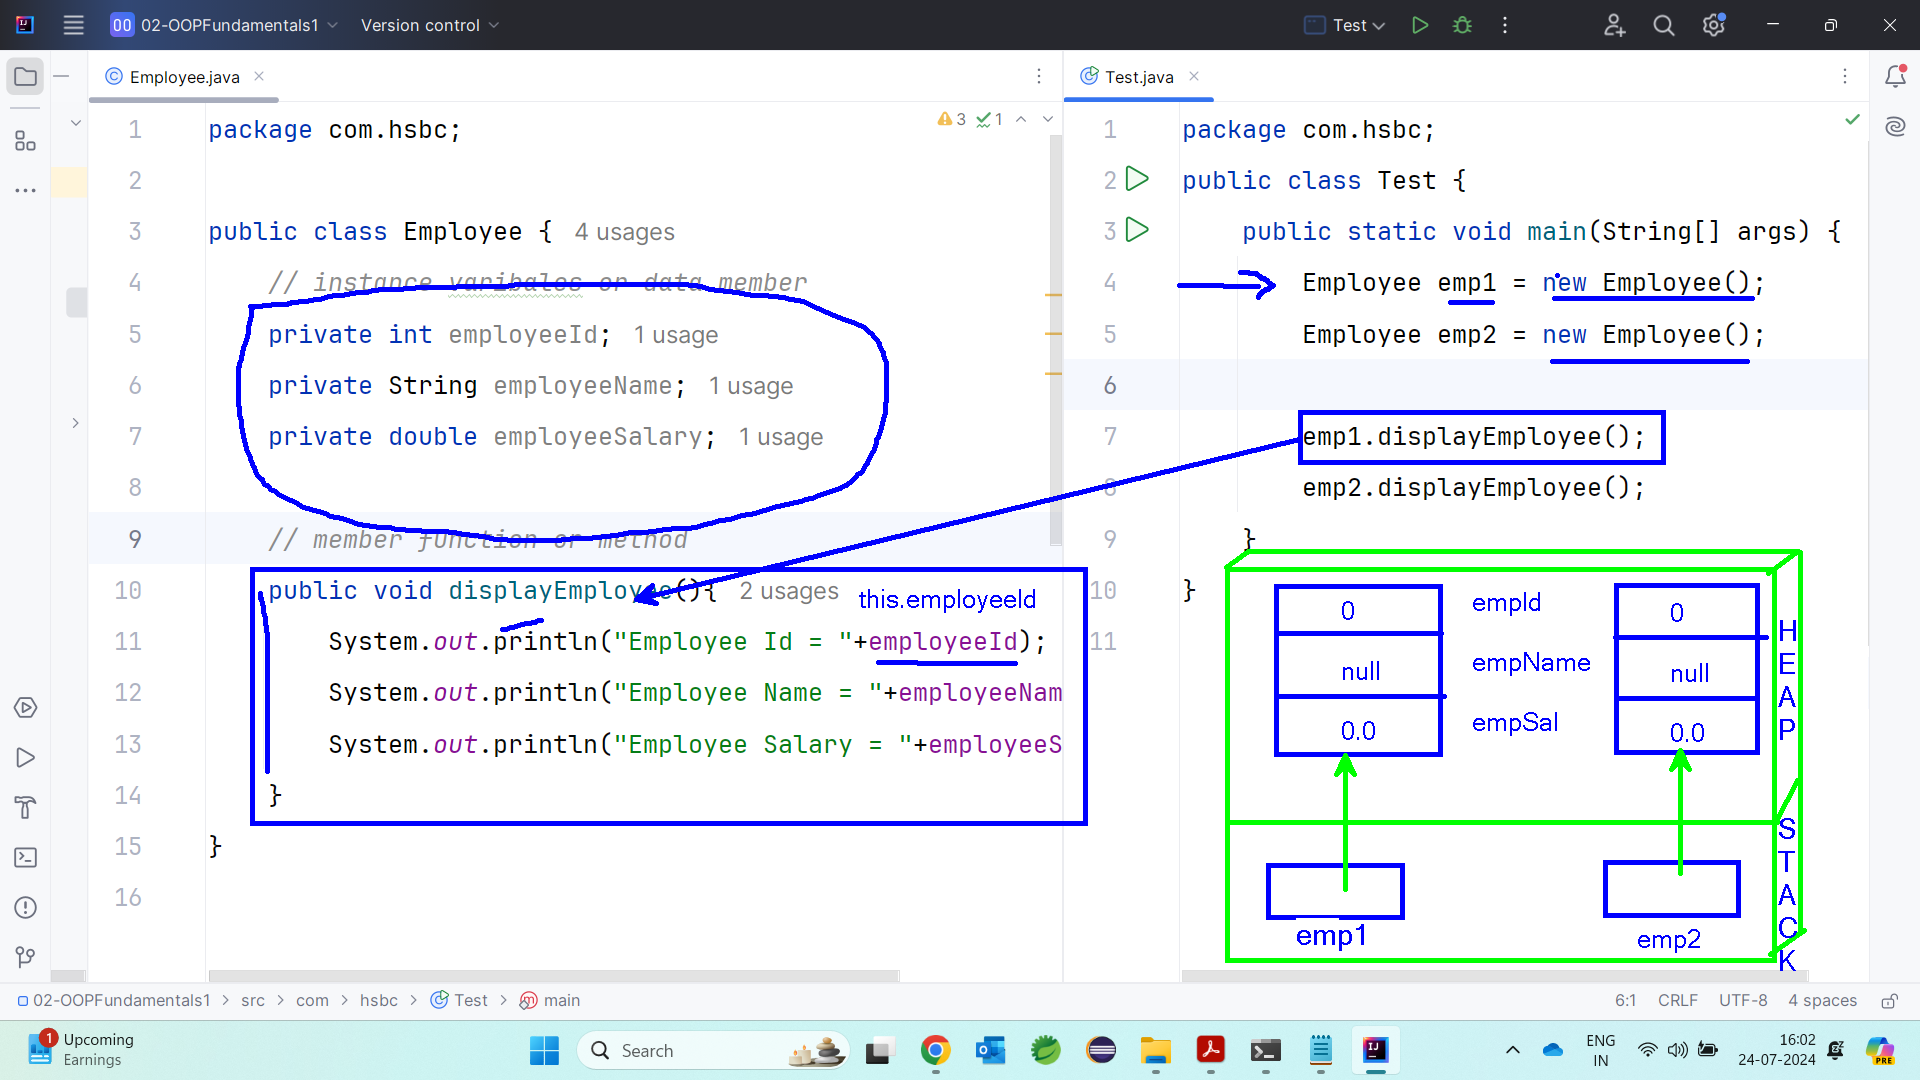 00 02-OOPFundamentals1 Version control Test
Employee.java
Test.java
3 1
1 package com.hsbc;
2
3 public class Employee { 4 usages
4 // instance varibales or data member
5 private int employeeId; 1 usage
6 private String employeeName; 1 usage
7 private double employeeSalary; 1 usage
8
9 // member function or method
10 public void displayEmployee(){ 2 usages
this.employeeId
11 System.out.println("Employee Id = "+employeeId);
12 System.out.println("Employee Name = "+employeeNam
13 System.out.println("Employee Salary = "+employeeS
14 }
15 }
16
1 package com.hsbc;
2 public class Test {
3 public static void main(String[] args) {
4 Employee emp1 = new Employee();
5 Employee emp2 = new Employee();
6
7 emp1.displayEmployee();
8 emp2.displayEmployee();
9 }
10 }
11
0 empId 0
null empName null
0.0 empSal 0.0
HEAP
STACK
emp1 emp2
02-OOPFundamentals1 > src > com > hsbc > Test > main
6:1 CRLF UTF-8 4 spaces
1 Upcoming
Earnings
Search
PRE
ENG
IN
16:02
24-07-2024